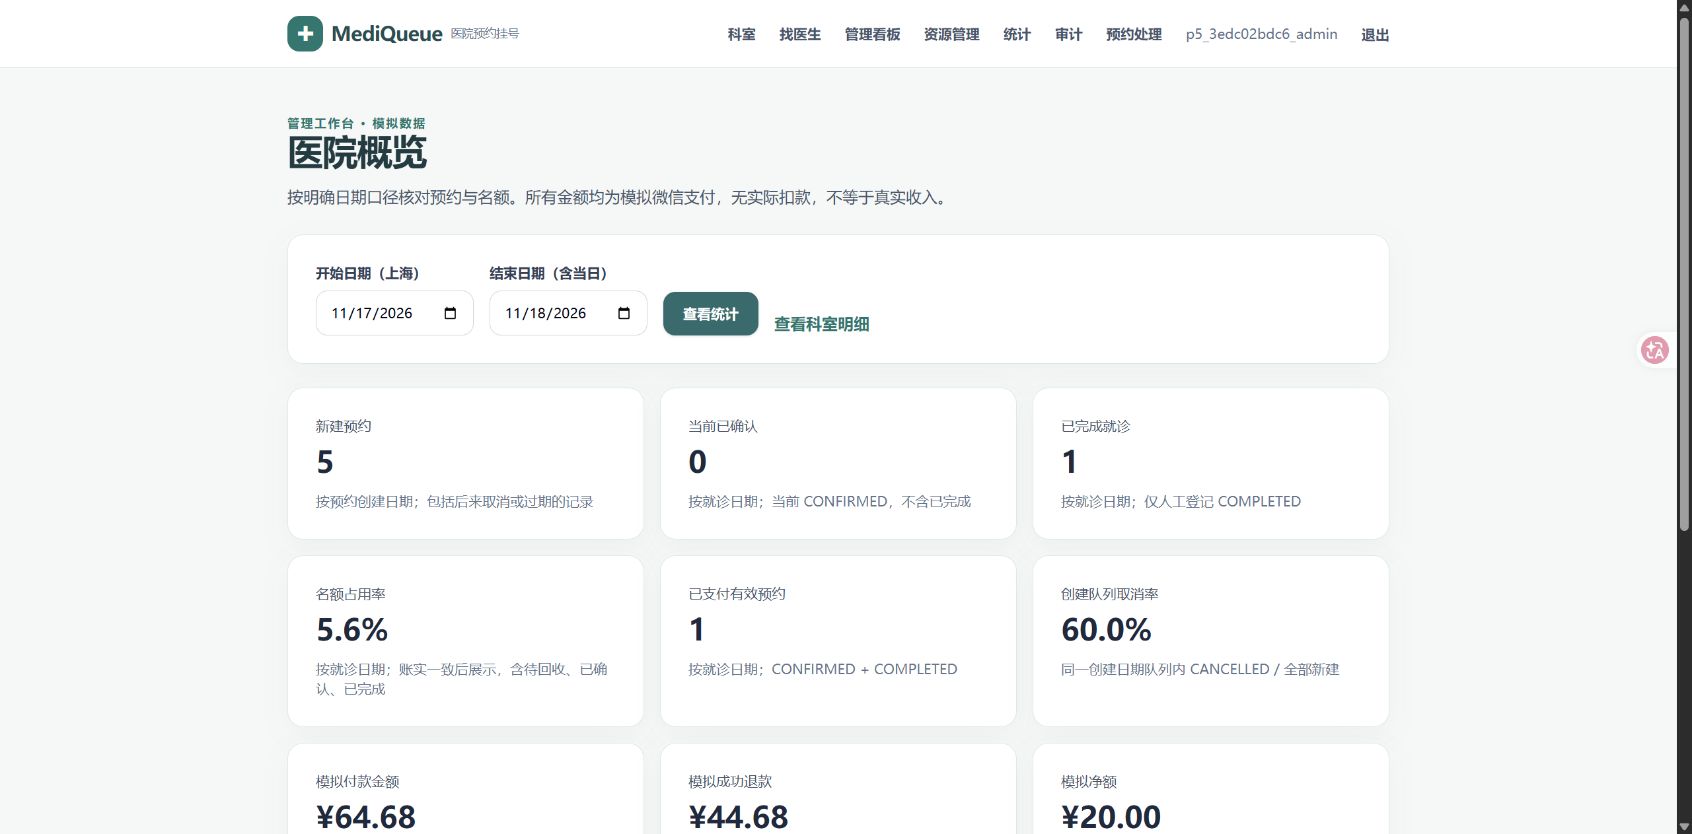 MediQueue 医院预约挂号
科室 找医生 管理看板 资源管理 统计 审计 预约处理 p5_3edc02bdc6_admin 退出
管理工作台 • 模拟数据
医院概览
按明确日期口径核对预约与名额。所有金额均为模拟微信支付，无实际扣款，不等于真实收入。
开始日期（上海） 结束日期（含当日）
11/17/2026 11/18/2026 查看统计 查看科室明细
新建预约
5
按预约创建日期；包括后来取消或过期的记录
当前已确认
0
按就诊日期；当前 CONFIRMED，不含已完成
已完成就诊
1
按就诊日期；仅人工登记 COMPLETED
名额占用率
5.6%
按就诊日期；账实一致后展示，含待回收、已确
认、已完成
已支付有效预约
1
按就诊日期；CONFIRMED + COMPLETED
创建队列取消率
60.0%
同一创建日期队列内 CANCELLED / 全部新建
模拟付款金额
¥64.68
模拟成功退款
¥44.68
模拟净额
¥20.00